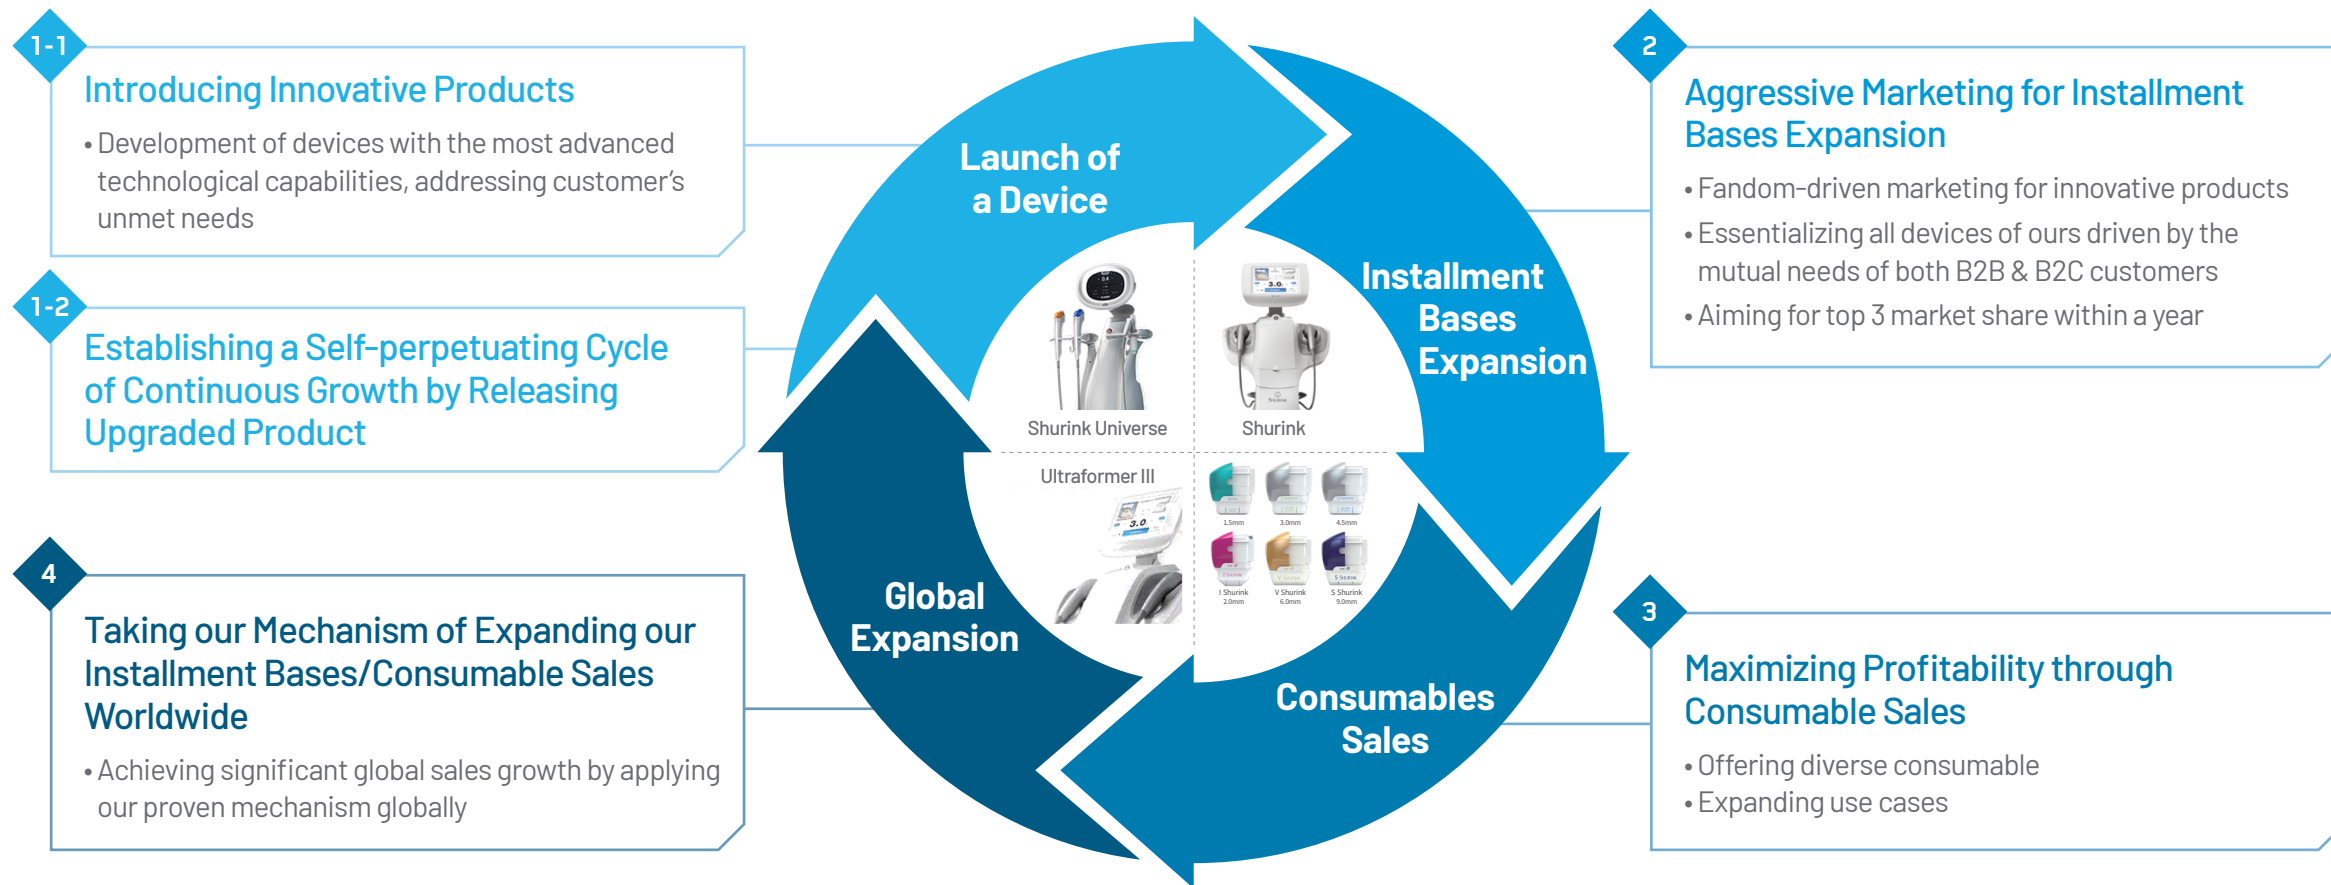 1-1
Introducing Innovative Products
• Development of devices with the most advanced
technological capabilities, addressing customer's
unmet needs
1-2
Establishing a Self-perpetuating Cycle
of Continuous Growth by Releasing
Upgraded Product
4
Taking our Mechanism of Expanding our
Installment Bases/Consumable Sales
Worldwide
• Achieving significant global sales growth by applying
our proven mechanism globally
Launch of
a Device
Installment
Bases
Expansion
Consumables
Sales
Global
Expansion
Shurink Universe
Shurink
Ultraformer III
3.0
3.0
1.5mm
3.0mm
4.5mm
I Shurink
2.0mm
V Shurink
6.0mm
S Shurink
9.0mm
2
Aggressive Marketing for Installment
Bases Expansion
• Fandom-driven marketing for innovative products
• Essentializing all devices of ours driven by the
mutual needs of both B2B & B2C customers
• Aiming for top 3 market share within a year
3
Maximizing Profitability through
Consumable Sales
• Offering diverse consumable
• Expanding use cases